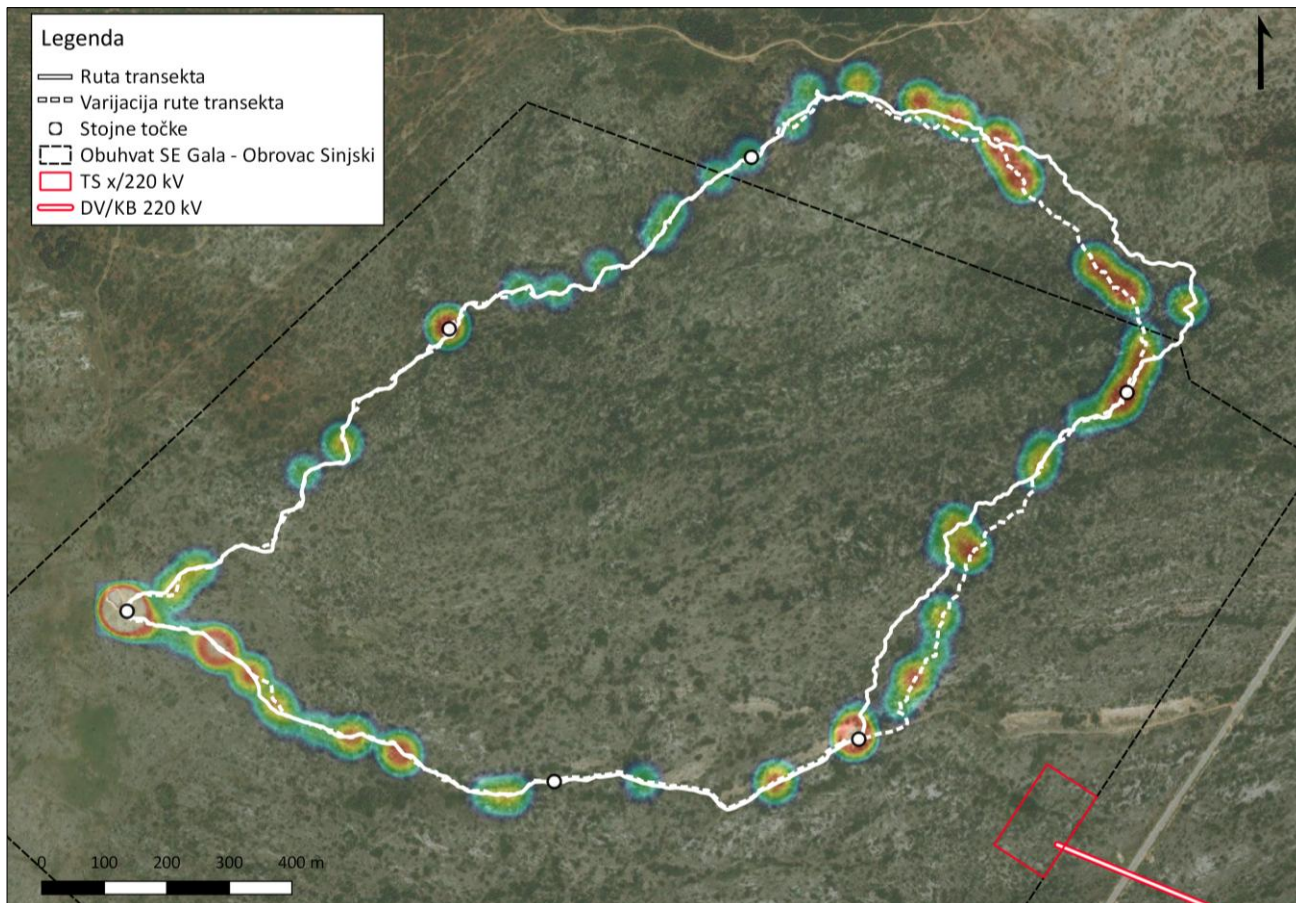 Legenda
Ruta transekta
Varijacija rute transekta
Stojne točke
Obuhvat SE Gala - Obrovac Sinjski
TS x/220 kV
DV/KB 220 kV
0 100 200 300 400 m